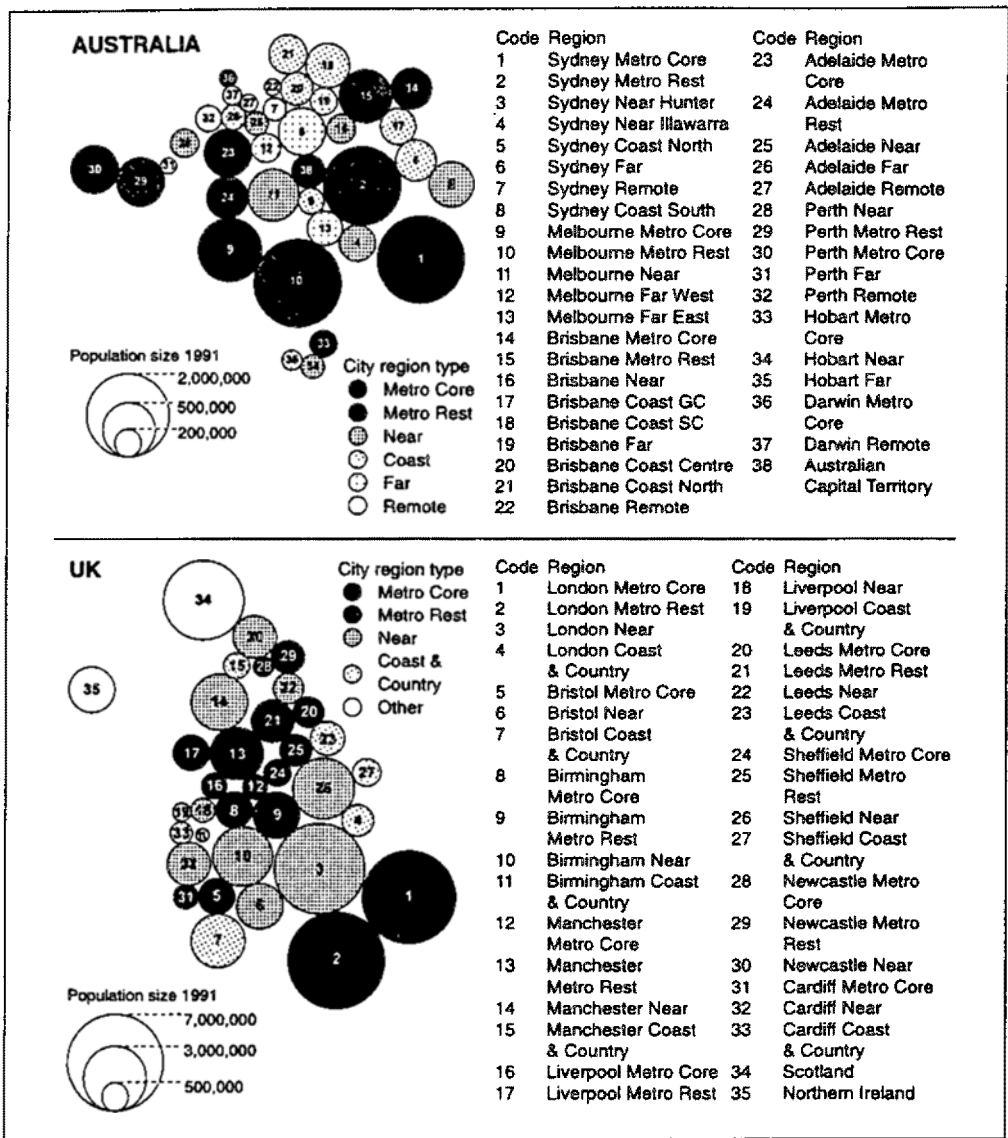 AUSTRALIA
Population size 1991
2,000,000
500,000
200,000
City region type
Metro Core
Metro Rest
Near
Coast
Far
Remote
Code Region
1 Sydney Metro Core
2 Sydney Metro Rest
3 Sydney Near Hunter
4 Sydney Near Illawarra
5 Sydney Coast North
6 Sydney Far
7 Sydney Remote
8 Sydney Coast South
9 Melbourne Metro Core
10 Melbourne Metro Rest
11 Melbourne Near
12 Melbourne Far West
13 Melbourne Far East
14 Brisbane Metro Core
15 Brisbane Metro Rest
16 Brisbane Near
17 Brisbane Coast GC
18 Brisbane Coast SC
19 Brisbane Far
20 Brisbane Coast Centre
21 Brisbane Coast North
22 Brisbane Remote
Code Region
23 Adelaide Metro
Core
24 Adelaide Metro
Rest
25 Adelaide Near
26 Adelaide Far
27 Adelaide Remote
28 Perth Near
29 Perth Metro Rest
30 Perth Metro Core
31 Perth Far
32 Perth Remote
33 Hobart Metro
Core
34 Hobart Near
35 Hobart Far
36 Darwin Metro
Core
37 Darwin Remote
38 Australian
Capital Territory
UK
City region type
Metro Core
Metro Rest
Near
Coast &
Country
Other
Population size 1991
7,000,000
3,000,000
500,000
Code Region
1 London Metro Core
2 London Metro Rest
3 London Near
4 London Coast
& Country
5 Bristol Metro Core
6 Bristol Near
7 Bristol Coast
& Country
8 Birmingham
Metro Core
9 Birmingham
Metro Rest
10 Birmingham Near
11 Birmingham Coast
& Country
12 Manchester
Metro Core
13 Manchester
Metro Rest
14 Manchester Near
15 Manchester Coast
& Country
16 Liverpool Metro Core
17 Liverpool Metro Rest
Code Region
18 Liverpool Near
19 Liverpool Coast
& Country
20 Leeds Metro Core
21 Leeds Metro Rest
22 Leeds Near
23 Leeds Coast
& Country
24 Sheffield Metro Core
25 Sheffield Metro
Rest
26 Sheffield Near
27 Sheffield Coast
& Country
28 Newcastle Metro
Core
29 Newcastle Metro
Rest
30 Newcastle Near
31 Cardiff Metro Core
32 Cardiff Near
33 Cardiff Coast
& Country
34 Scotland
35 Northern Ireland